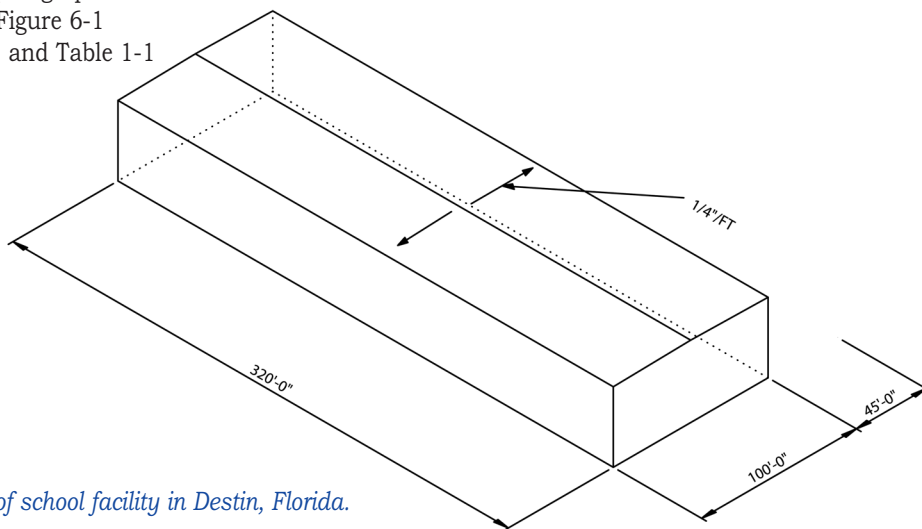 Figure 6-1
and Table 1-1
1/4"/FT
320'-0"
45'-0"
100'-0"
of school facility in Destin, Florida.